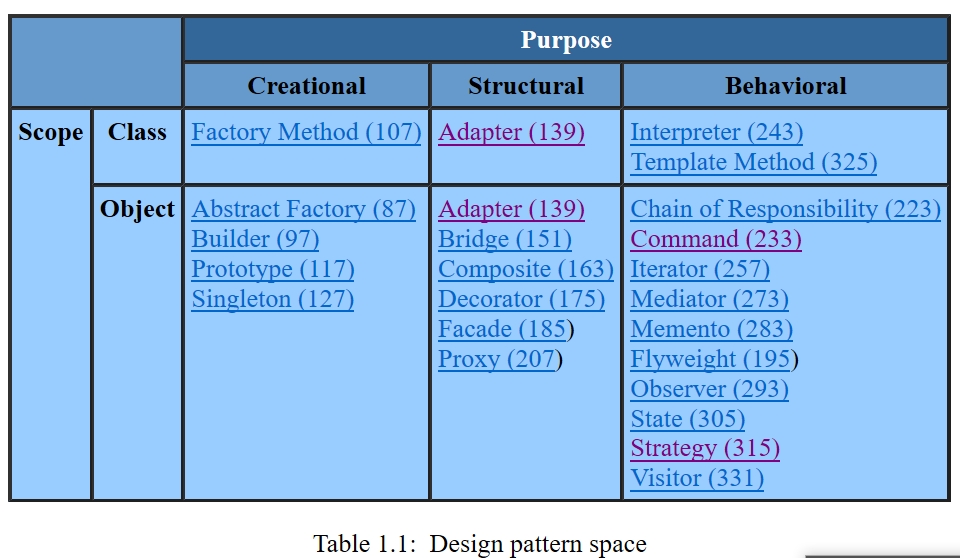 Purpose
Creational Structural Behavioral
Scope Class Factory Method (107) Adapter (139) Interpreter (243)
Template Method (325)
Object Abstract Factory (87) Adapter (139) Chain of Responsibility (223)
Builder (97) Bridge (151) Command (233)
Prototype (117) Composite (163) Iterator (257)
Singleton (127) Decorator (175) Mediator (273)
Facade (185) Memento (283)
Proxy (207) Flyweight (195)
Observer (293)
State (305)
Strategy (315)
Visitor (331)
Table 1.1: Design pattern space